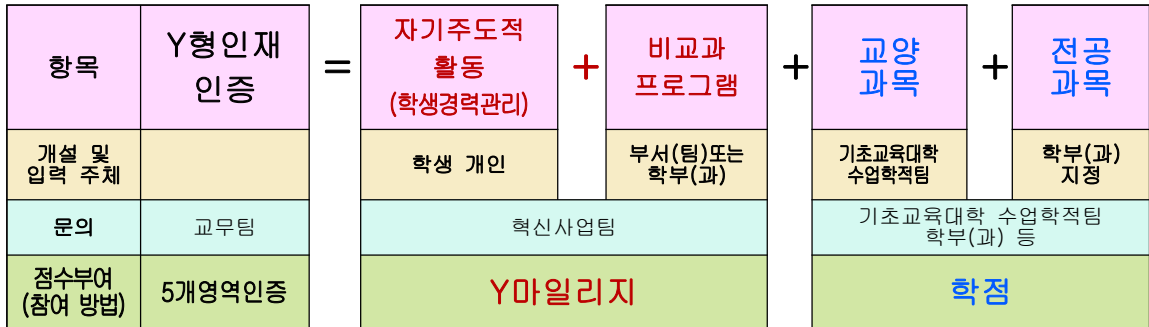 항목
Y형인재
인증
=
자기주도적
활동
(학생경력관리)
+
비교과
프로그램
+
교양
과목
+
전공
과목
개설 및
입력 주체
학생 개인
부서(팀)또는
학부(과)
기초교육대학
수업학적팀
학부(과)
지정
문의
교무팀
혁신사업팀
기초교육대학 수업학적팀
학부(과) 등
점수부여
(참여 방법)
5개영역인증
Y마일리지
학점